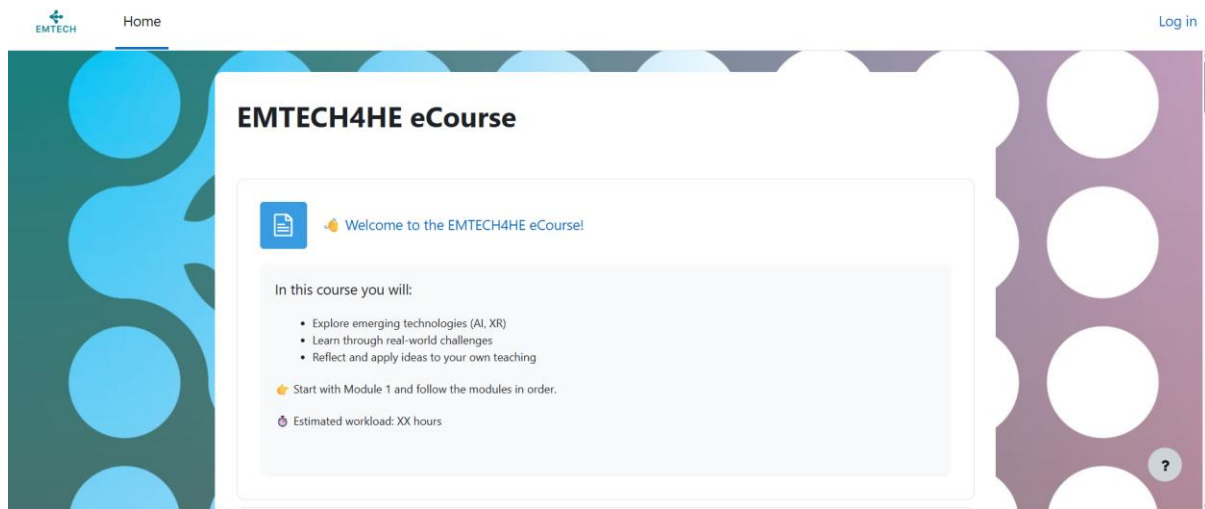 EMTECH
Home
Log in
EMTECH4HE eCourse
👋 Welcome to the EMTECH4HE eCourse!
In this course you will:
• Explore emerging technologies (AI, XR)
• Learn through real-world challenges
• Reflect and apply ideas to your own teaching
👉 Start with Module 1 and follow the modules in order.
⏱ Estimated workload: XX hours
?